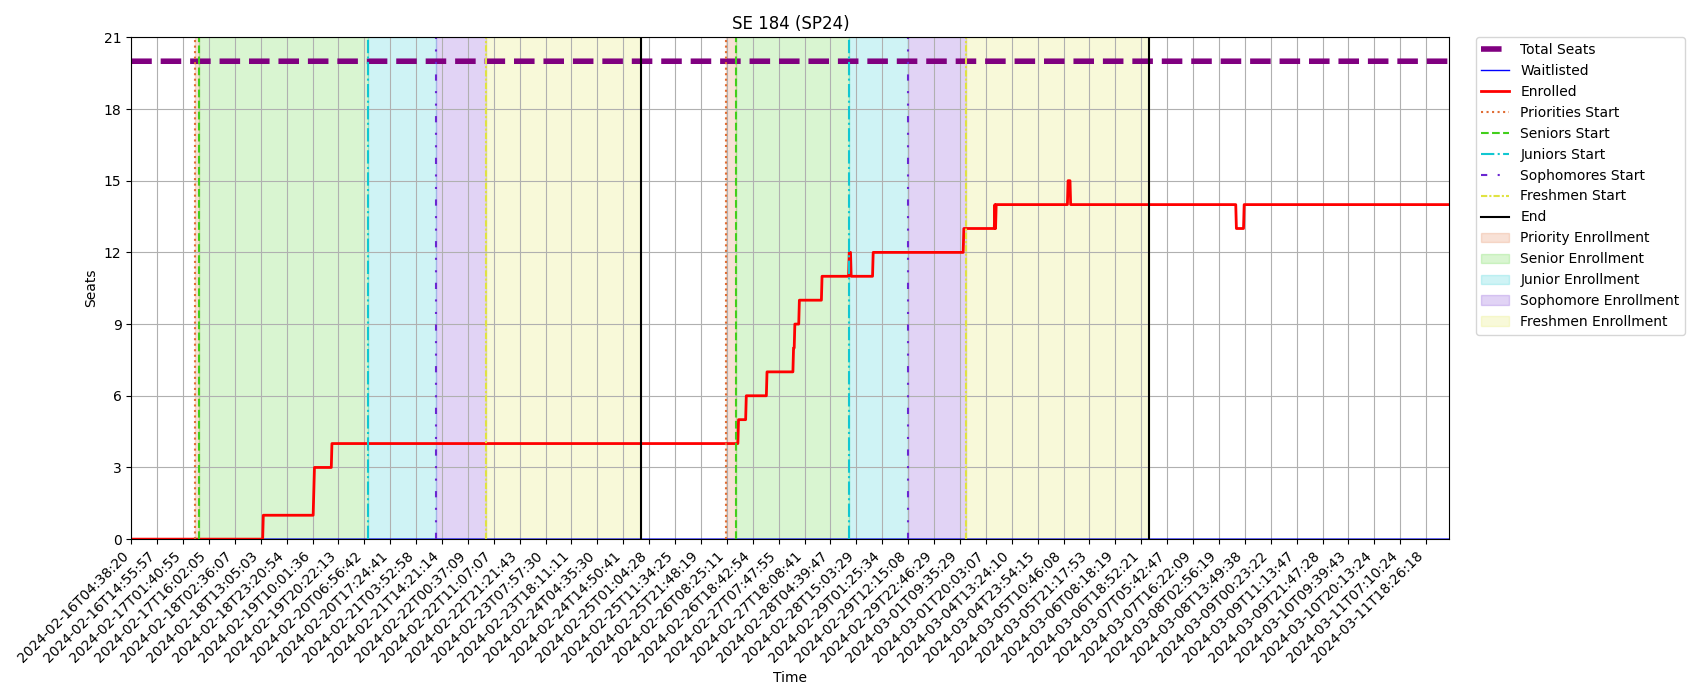 SE 184 (SP24)
21
18
15
12
9
6
3
0
Seats
2024-02-16T04:38:20
2024-02-16T14:55:57
2024-02-17T01:40:55
2024-02-17T16:02:05
2024-02-18T02:36:07
2024-02-18T13:05:03
2024-02-18T23:20:54
2024-02-19T10:01:36
2024-02-19T20:22:13
2024-02-20T06:56:42
2024-02-20T17:24:41
2024-02-21T03:52:58
2024-02-21T14:21:14
2024-02-22T00:37:09
2024-02-22T11:07:07
2024-02-22T21:21:43
2024-02-23T07:57:30
2024-02-23T18:11:11
2024-02-24T04:35:30
2024-02-24T14:50:41
2024-02-25T01:04:28
2024-02-25T11:34:25
2024-02-25T21:48:19
2024-02-26T08:25:11
2024-02-26T18:42:54
2024-02-27T07:47:55
2024-02-27T18:08:41
2024-02-28T04:39:47
2024-02-28T15:03:29
2024-02-29T01:25:34
2024-02-29T12:15:08
2024-02-29T22:46:29
2024-03-01T09:35:29
2024-03-01T20:03:07
2024-03-04T13:24:10
2024-03-04T23:54:15
2024-03-05T10:46:08
2024-03-05T21:17:53
2024-03-06T08:18:19
2024-03-06T18:52:21
2024-03-07T05:42:47
2024-03-07T16:22:09
2024-03-08T02:56:19
2024-03-08T13:49:38
2024-03-09T00:23:22
2024-03-09T11:13:47
2024-03-09T21:47:28
2024-03-10T09:39:43
2024-03-10T20:13:24
2024-03-11T07:10:24
2024-03-11T18:26:18
Time
Total Seats
Waitlisted
Enrolled
Priorities Start
Seniors Start
Juniors Start
Sophomores Start
Freshmen Start
End
Priority Enrollment
Senior Enrollment
Junior Enrollment
Sophomore Enrollment
Freshmen Enrollment